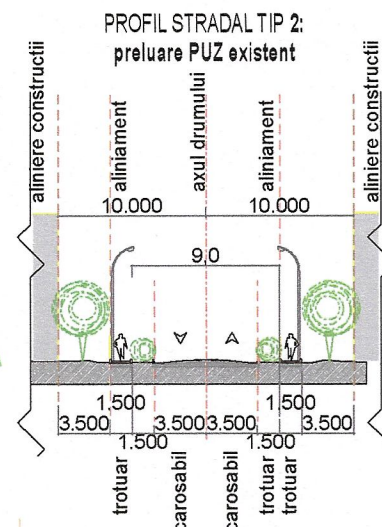 PROFIL STRADAL TIP 2:
preluare PUZ existent
aliniere constructii
aliniament
axul drumului
aliniament
aliniere constructii
10.000
10.000
9,0
1,500
1,500
3.500
3.500
3.500
3.500
1.500
1.500
trotuar
carosabil
carosabil
trotuar
trotuar